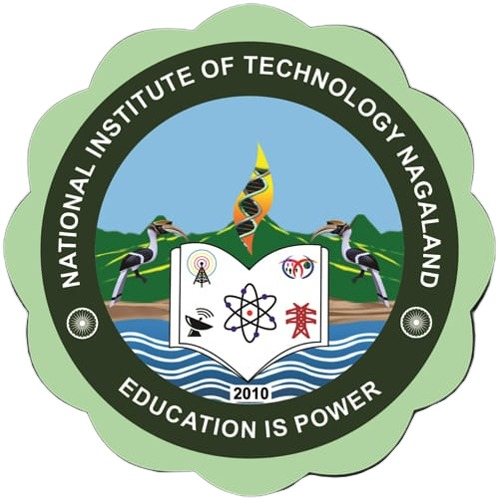 NATIONAL INSTITUTE OF TECHNOLOGY NAGALAND
2010
EDUCATION IS POWER